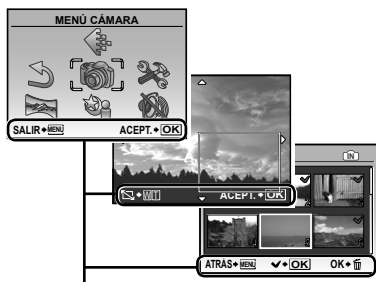 MENÚ CÁMARA
SALIR MENU ACEPT. OK
W/T ACEPT. OK
IN
ATRÁS MENU OK OK